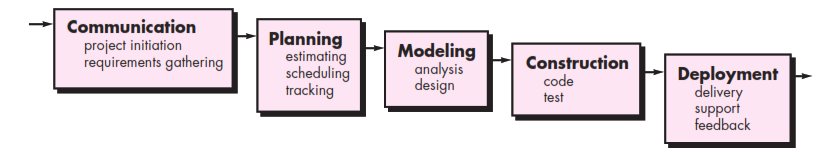 Communication
project initiation
requirements gathering
Planning
estimating
scheduling
tracking
Modeling
analysis
design
Construction
code
test
Deployment
delivery
support
feedback